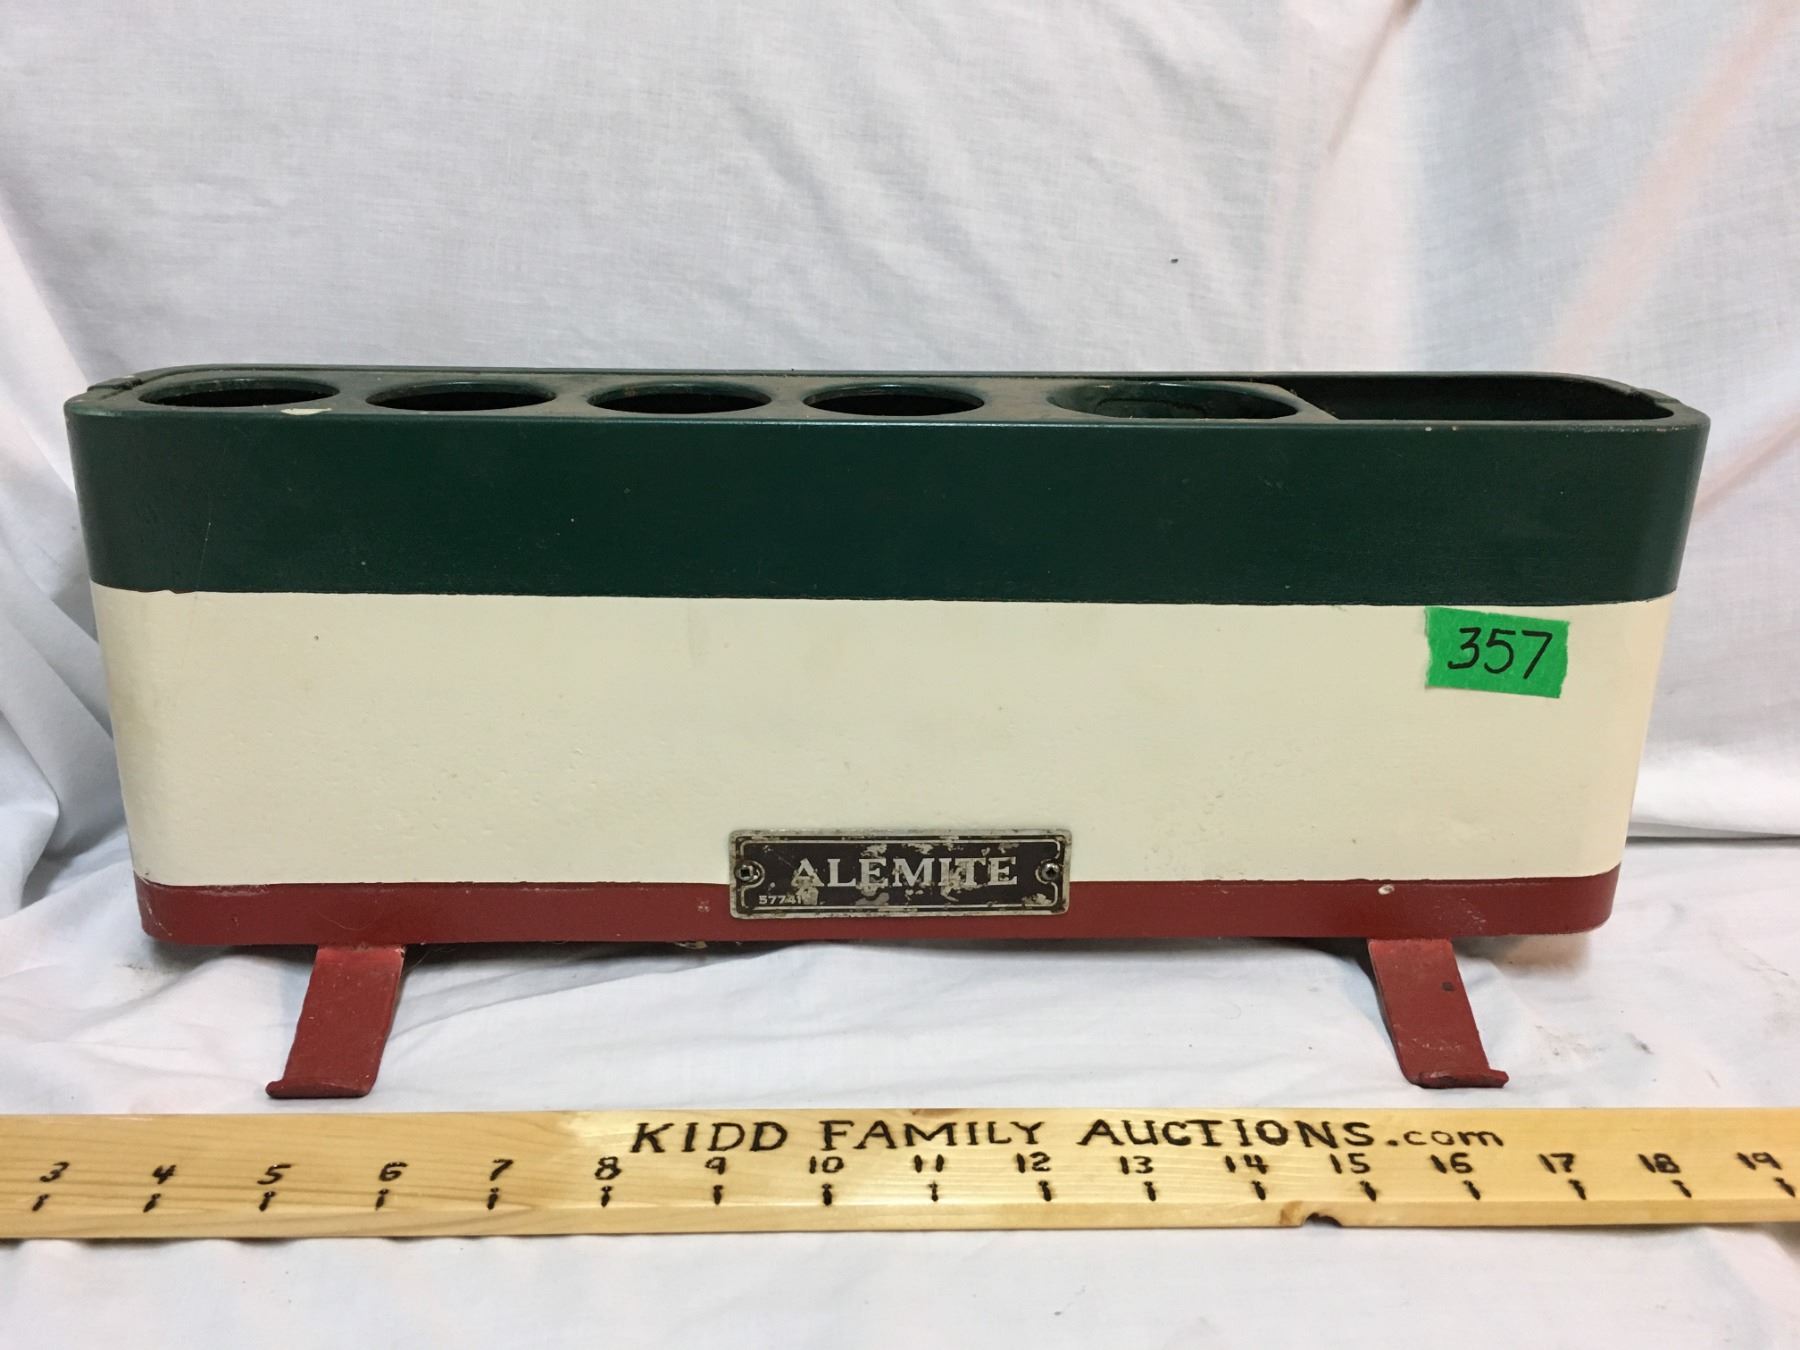 357
ALEMITE
KIDD FAMILY AUCTIONS.com
3 4 5 6 7 8 9 10 11 12 13 14 15 16 17 18 19